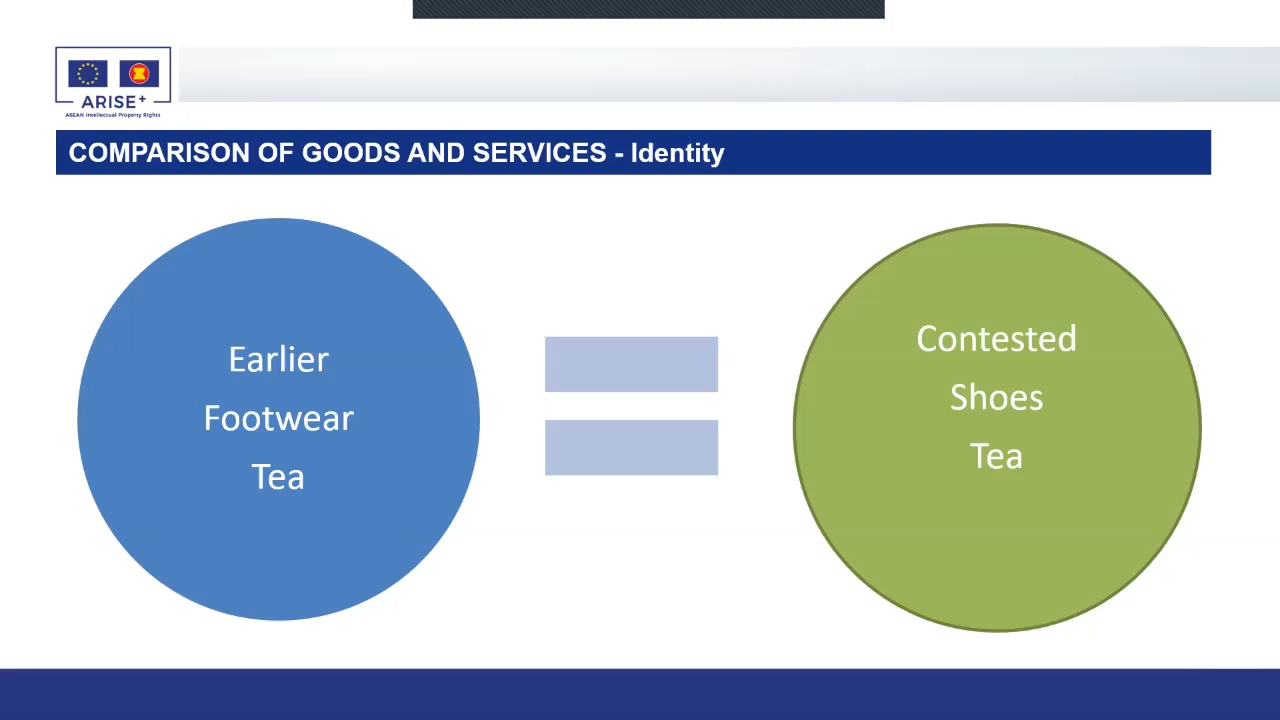 ARISE+
ASEAN Intellectual Property Rights
COMPARISON OF GOODS AND SERVICES - Identity
Earlier
Footwear
Tea
Contested
Shoes
Tea